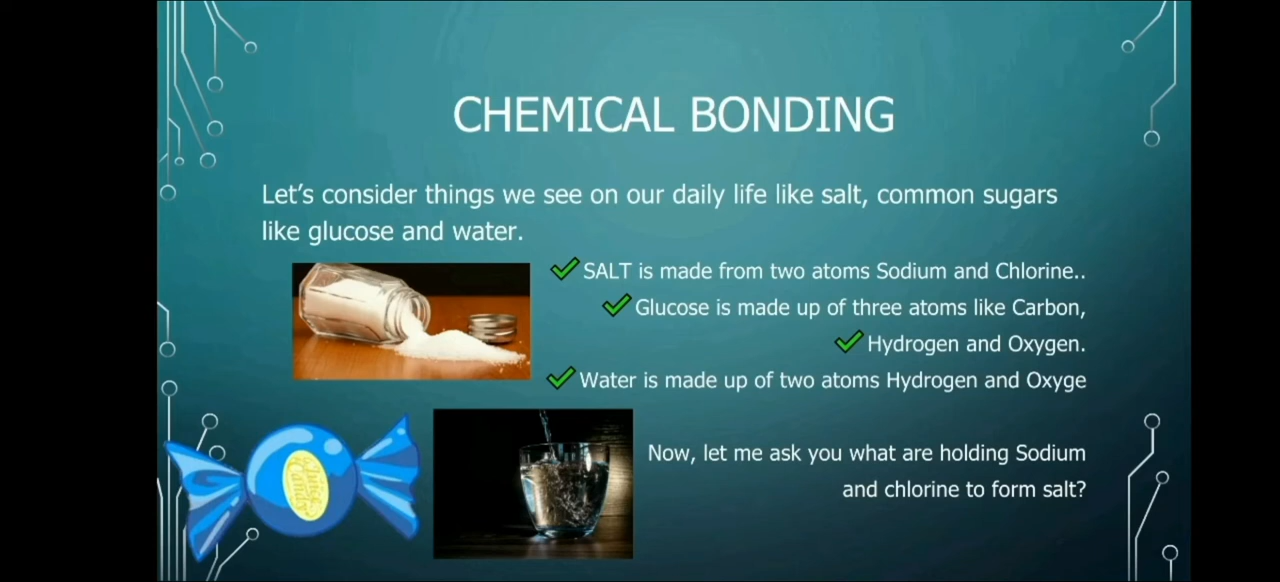 CHEMICAL BONDING
Let's consider things we see on our daily life like salt, common sugars
like glucose and water.
SALT is made from two atoms Sodium and Chlorine..
Glucose is made up of three atoms like Carbon,
Hydrogen and Oxygen.
Water is made up of two atoms Hydrogen and Oxyge
Now, let me ask you what are holding Sodium
and chlorine to form salt?
Candy